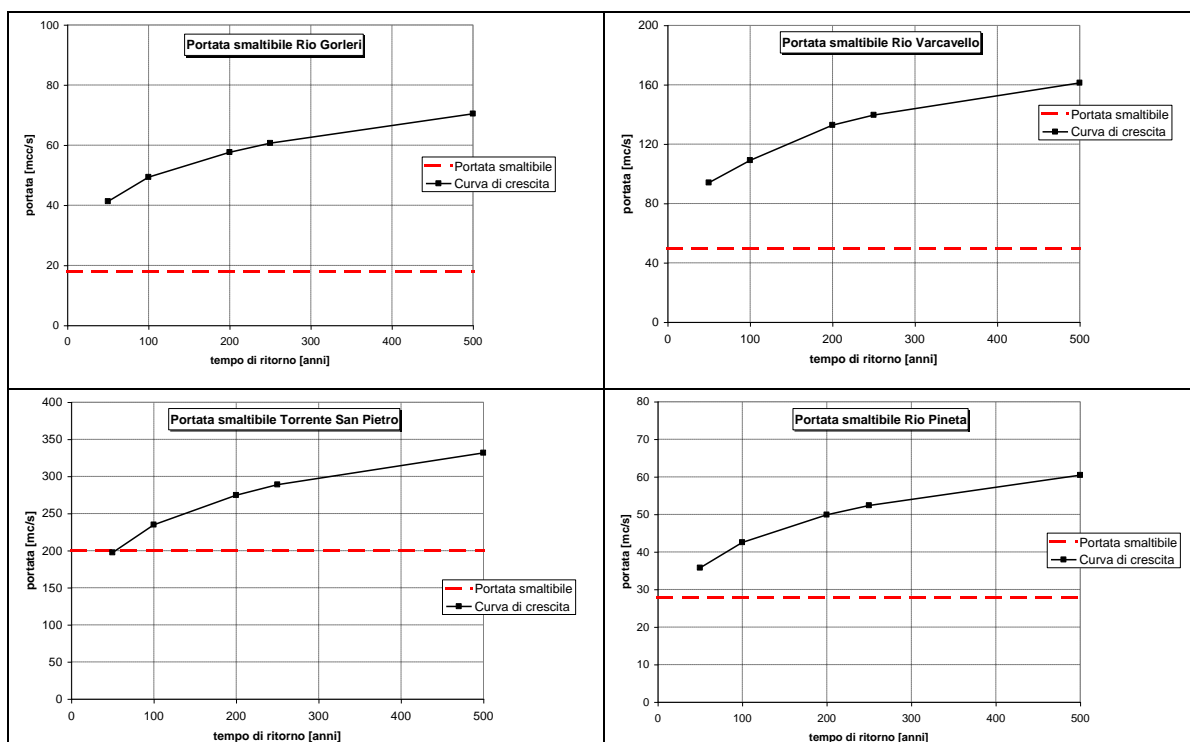 Portata smaltibile Rio Gorleri
100
80
60
40
20
0
portata [mcc/s]
0 100 200 300 400 500
tempo di ritorno [anni]
Portata smaltibile
Curva di crescita
Portata smaltibile Rio Varcavello
200
160
120
80
40
0
portata [mc/s]
0 100 200 300 400 500
tempo di ritorno [anni]
Portata smaltibile
Curva di crescita
Portata smaltibile Torrente San Pietro
400
350
300
250
200
150
100
50
0
portata [mc/s]
0 100 200 300 400 500
tempo di ritorno [anni]
Portata smaltibile
Curva di crescita
Portata smaltibile Rio Pineta
80
70
60
50
40
30
20
10
0
portata [mc/s]
0 100 200 300 400 500
tempo di ritorno [anni]
Portata smaltibile
Curva di crescita